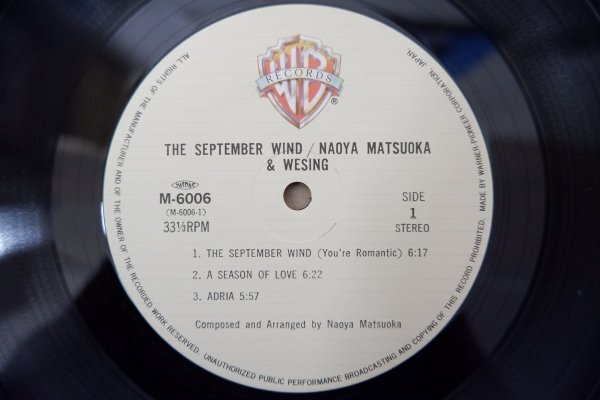 RECORDS
WB
®
THE SEPTEMBER WIND / NAOYA MATSUOKA
& WESING
JASRAC
M-6006
(M-6006-1)
33⅓RPM
SIDE
1
STEREO
1. THE SEPTEMBER WIND (You're Romantic) 6:17
2. A SEASON OF LOVE 6:22
3. ADRIA 5:57
Composed and Arranged by Naoya Matsuoka
ALL RIGHTS OF THE MANUFACTURER AND OF THE OWNER OF THE RECORDED WORK RESERVED. UNAUTHORIZED PUBLIC PERFORMANCE BROADCASTING AND COPYING OF THIS RECORD PROHIBITED. MADE BY WARNER-PIONEER CORPORATION, JAPAN